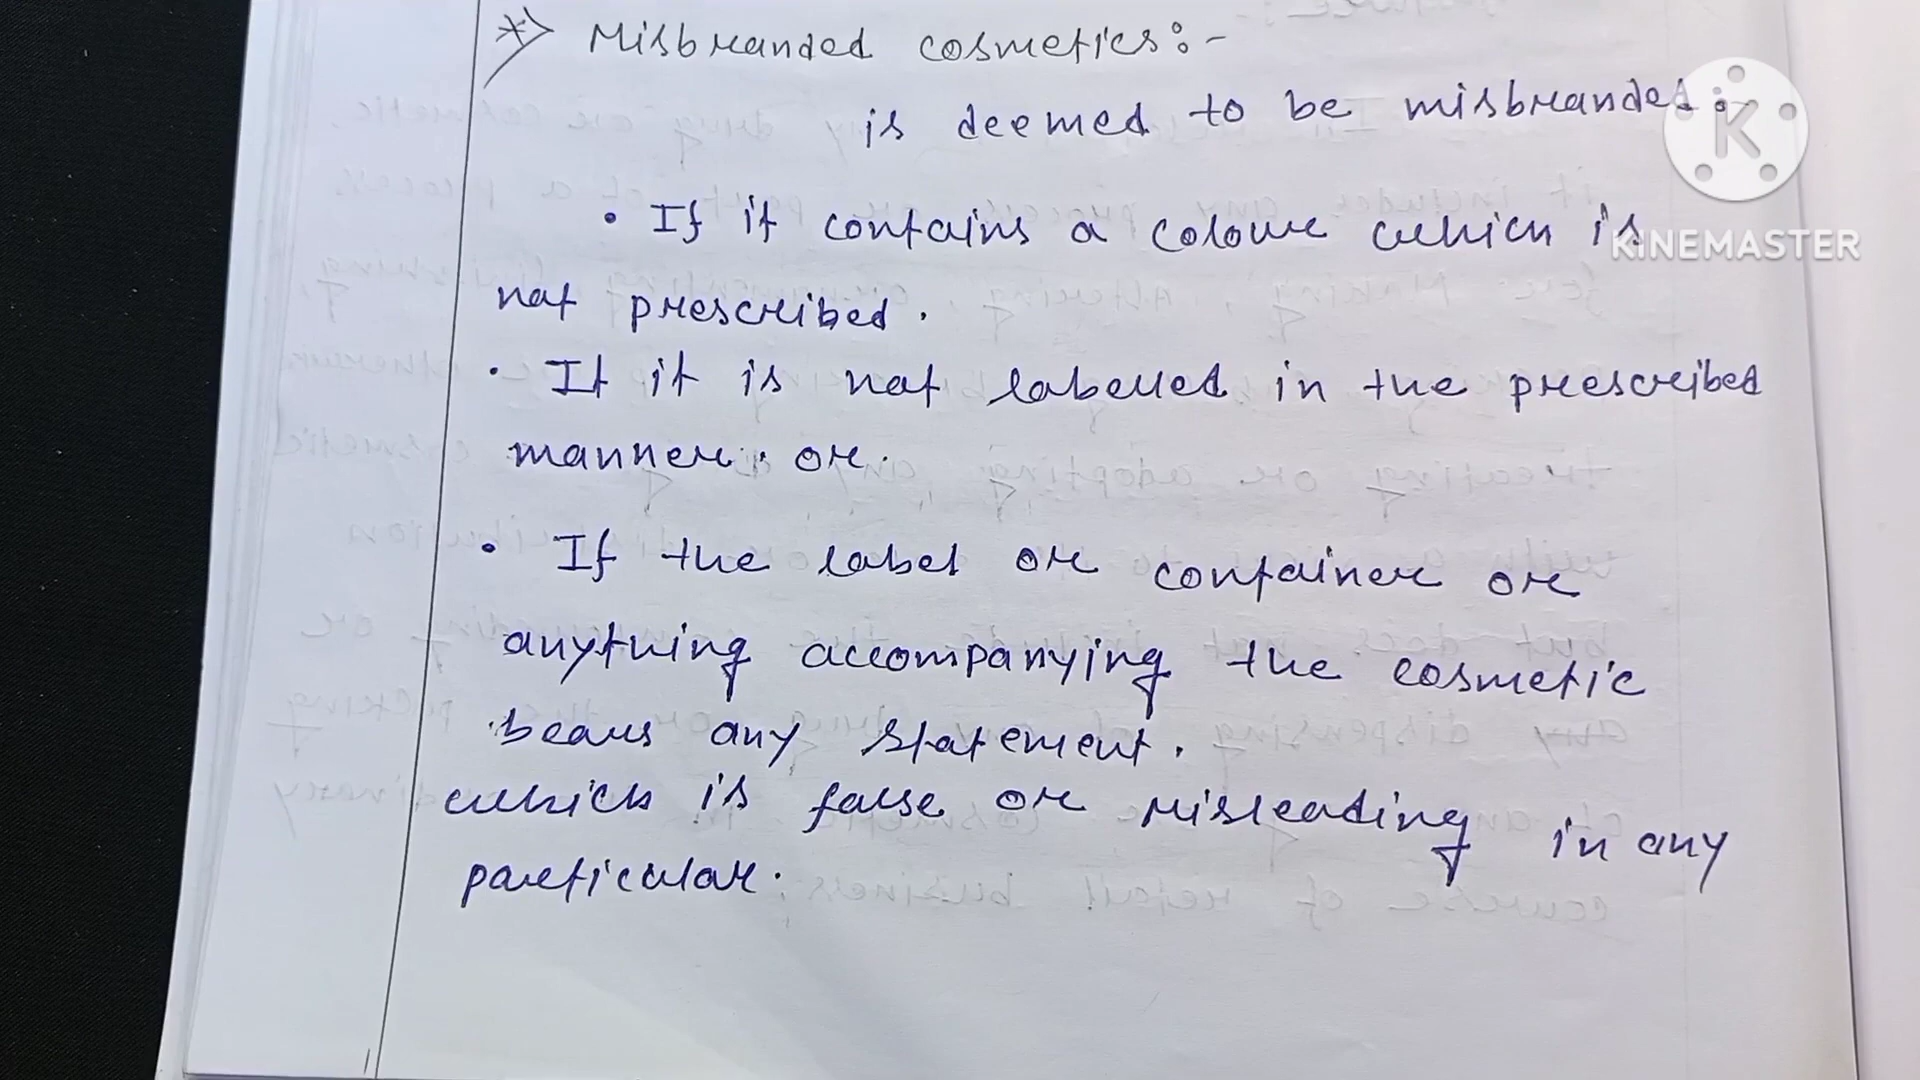 *> Misbranded cosmetics:-
is deemed to be misbranded:-
K
• If it contains a colour which is
KINEMASTER
not prescribed.
• If it is not labelled in the prescribed
manner. or.
• If the label or container or
anything accompanying the cosmetic
bears any statement.
which is false or misleading in any
particular.